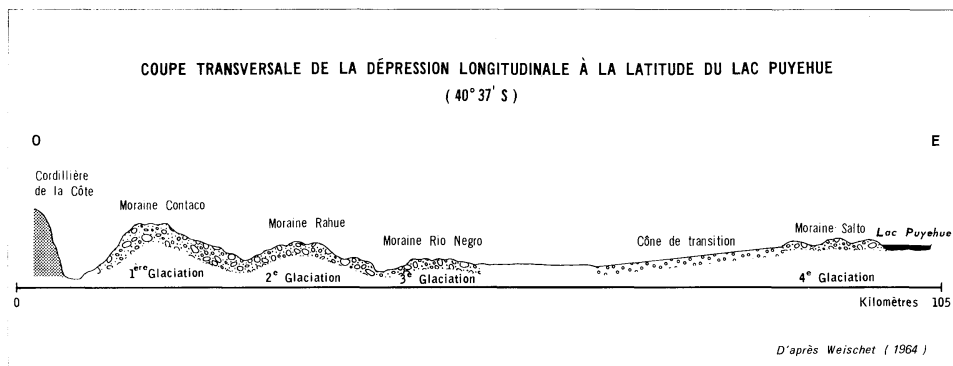 COUPE TRANSVERSALE DE LA DÉPRESSION LONGITUDINALE À LA LATITUDE DU LAC PUYEHUE
( 40° 37' S )
O
E
Cordillière
de la Côte
Moraine Contaco
Moraine Rahue
Moraine Rio Negro
Cône de transition
Moraine Salto
Lac Puyehue
1ère Glaciation
2e Glaciation
3e Glaciation
4e Glaciation
0
Kilomètres 105
D'après Weischet ( 1964 )